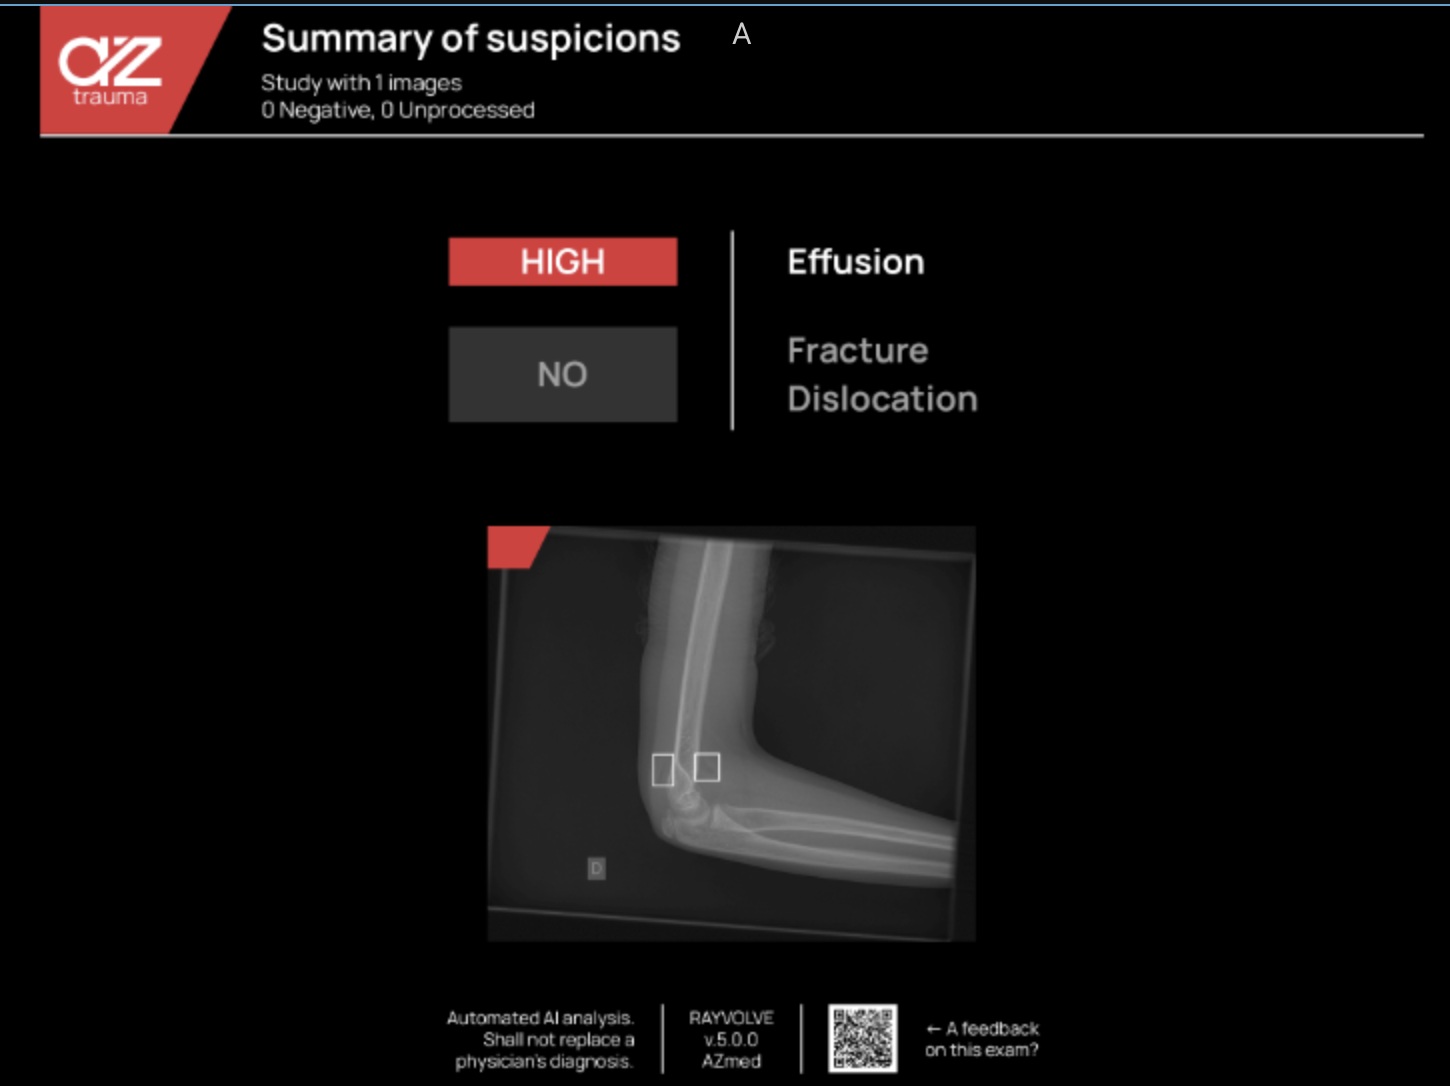 az
trauma
Summary of suspicions
A
Study with 1 images
0 Negative, 0 Unprocessed
HIGH
Effusion
NO
Fracture
Dislocation
D
Automated AI analysis.
Shall not replace a
physician's diagnosis.
RAYVOLVE
v.5.0.0
AZmed
← A feedback
on this exam?